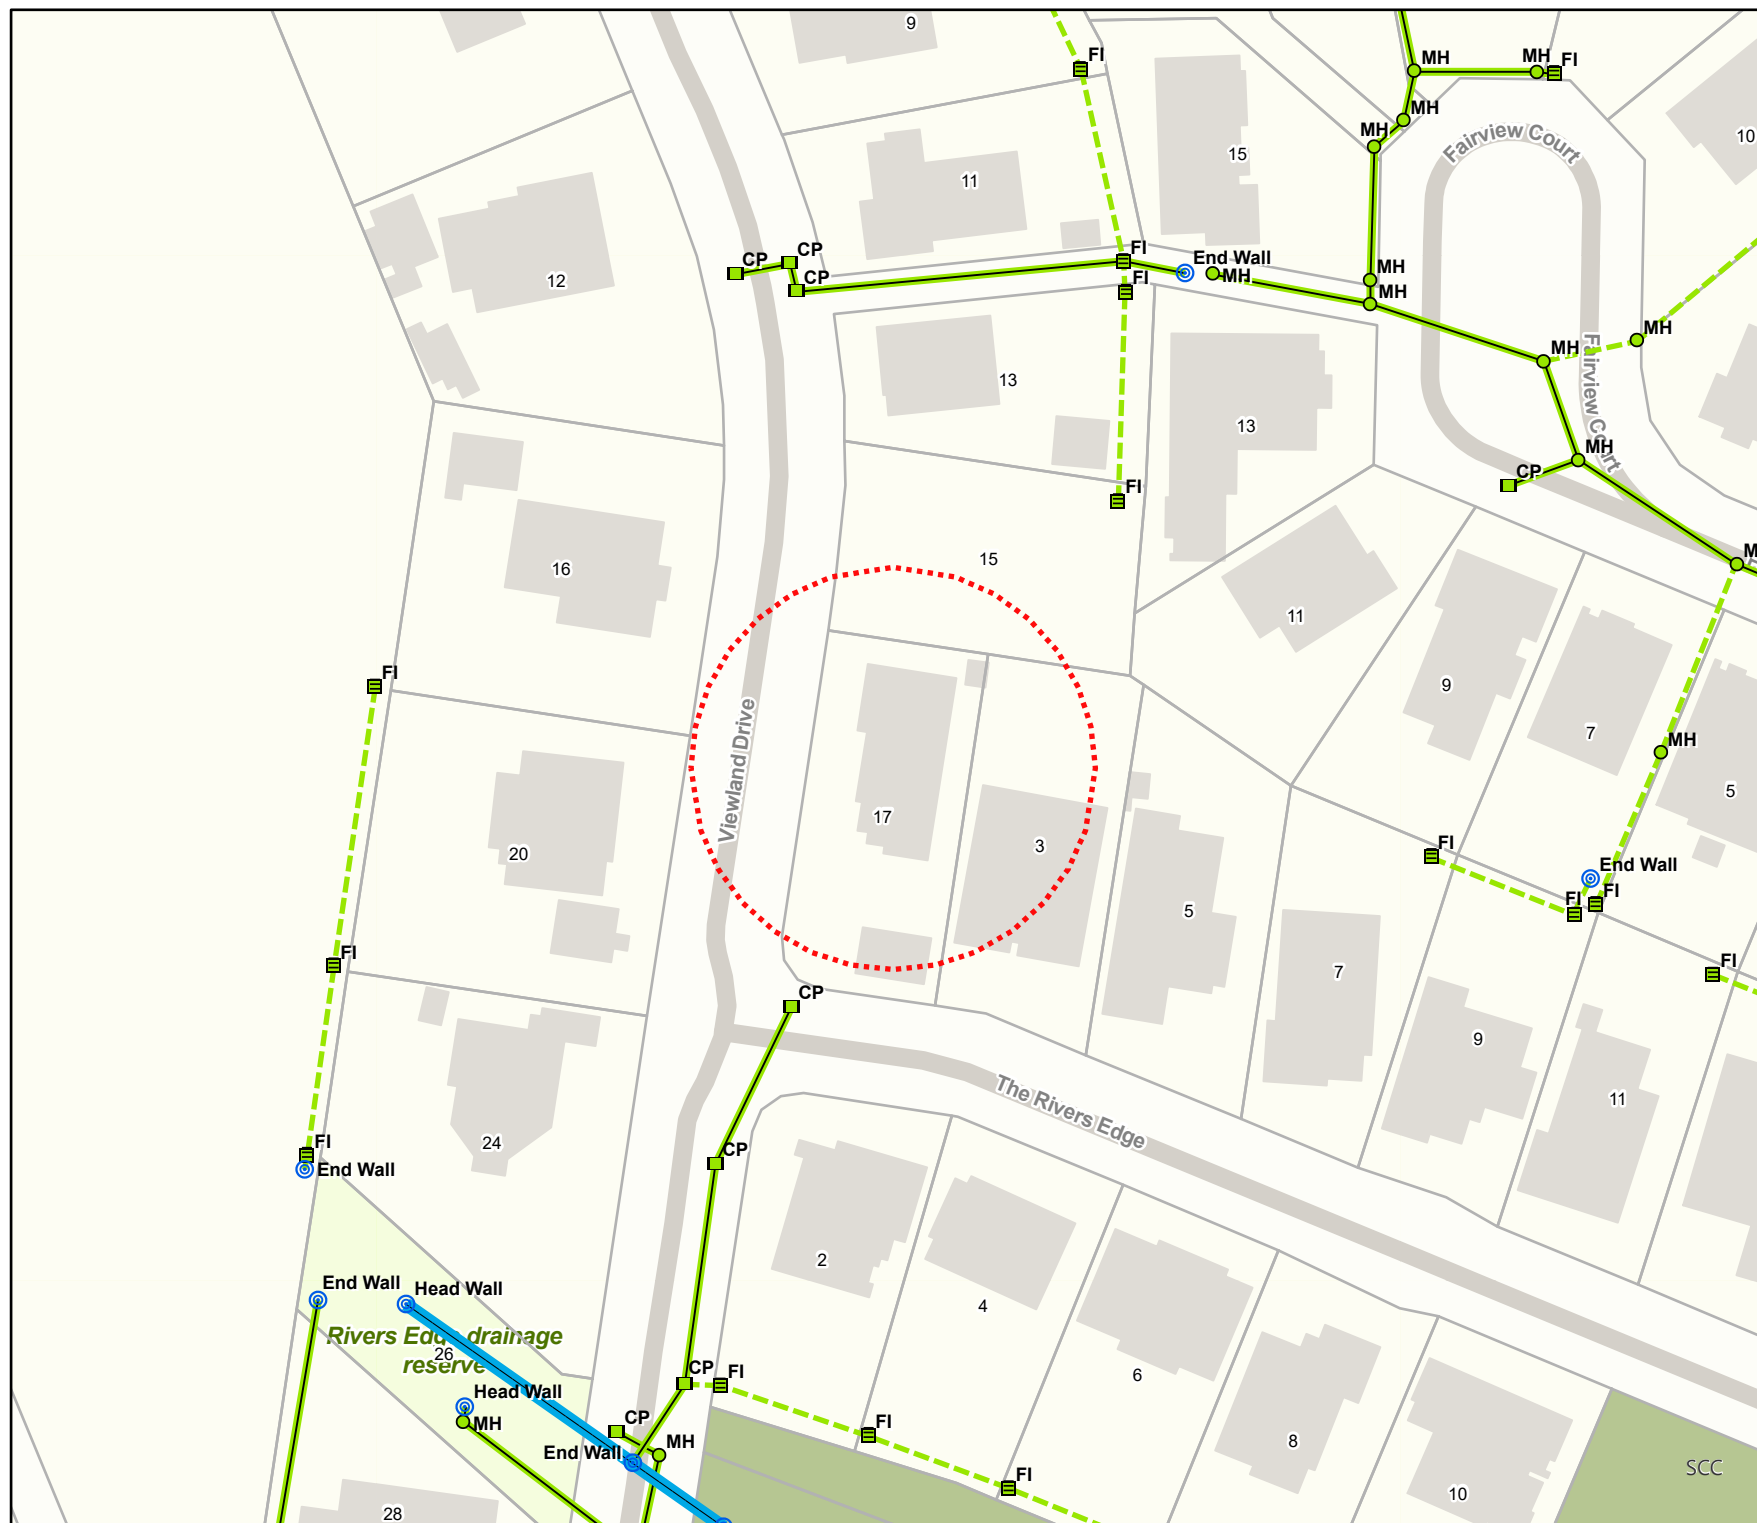 9
FI
MH
MH
FI
MH
MH
10
Fairview Court
15
11
CP
CP
CP
FI
End Wall
MH
FI
MH
MH
12
MH
MH
Fairview Court
13
13
MH
CP
FI
15
16
11
FI
9
7
MH
5
Viewland Drive
17
3
20
FI
End Wall
FI
FI
5
FI
7
FI
CP
9
The Rivers Edge
11
24
FI
End Wall
CP
2
4
End Wall
Head Wall
Rivers Edge drainage
reserve
26
6
CP
FI
Head Wall
MH
CP
MH
End Wall
FI
8
FI
SCC
10
28